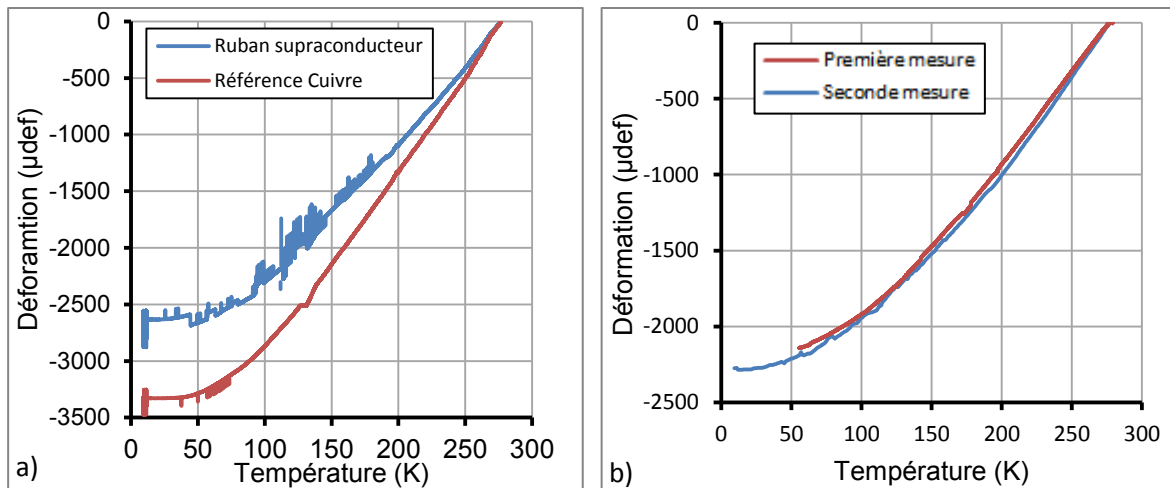 a)
Déforamtion (µdef)
0
-500
-1000
-1500
-2000
-2500
-3000
-3500
Ruban supraconducteur
Référence Cuivre
0 50 100 150 200 250 300
Température (K)
b)
Déformation (µdef)
0
-500
-1000
-1500
-2000
-2500
Première mesure
Seconde mesure
0 50 100 150 200 250 300
Température (K)